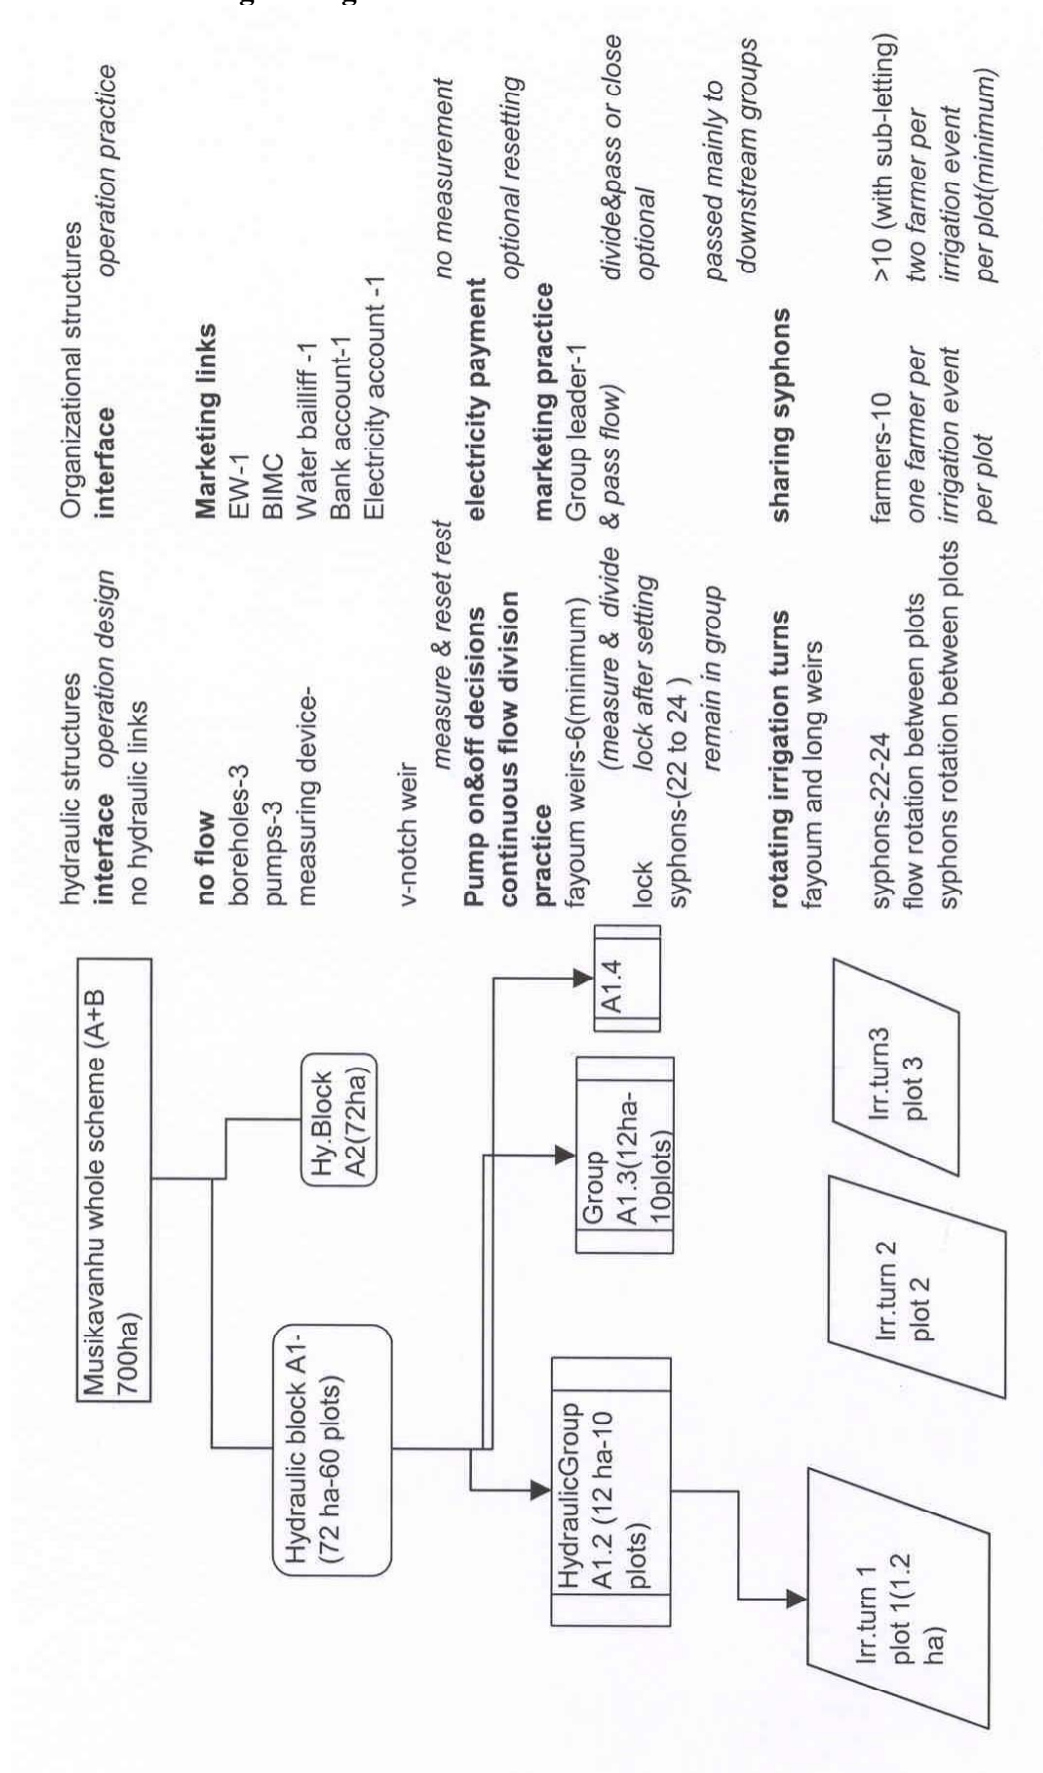 Musikavanhu whole scheme (A+B
700ha)
Hydraulic block A1-
(72 ha-60 plots)
Hy.Block
A2(72ha)
HydraulicGroup
A1.2 (12 ha-10
plots)
Group
A1.3(12ha-
10plots)
A1.4
Irr.turn 1
plot 1(1.2
ha)
Irr.turn 2
plot 2
Irr.turn3
plot 3
hydraulic structures
interface operation design
no hydraulic links
no flow
boreholes-3
pumps-3
measuring device-
v-notch weir
measure & reset rest
Pump on&off decisions
continuous flow division
practice
fayoum weirs-6(minimum)
(measure & divide & pass flow)
lock lock after setting
syphons-(22 to 24 )
remain in group
rotating irrigation turns
fayoum and long weirs
syphons-22-24
flow rotation between plots
syphons rotation between plots
Organizational structures
interface operation practice
Marketing links
EW-1
BIMC
Water bailliff -1
Bank account-1
Electricity account -1
no measurement
electricity payment
optional resetting
marketing practice
Group leader-1
divide&pass or close
optional
passed mainly to
downstream groups
sharing syphons
farmers-10
one farmer per
irrigation event
per plot
>10 (with sub-letting)
two farmer per
irrigation event
per plot(minimum)